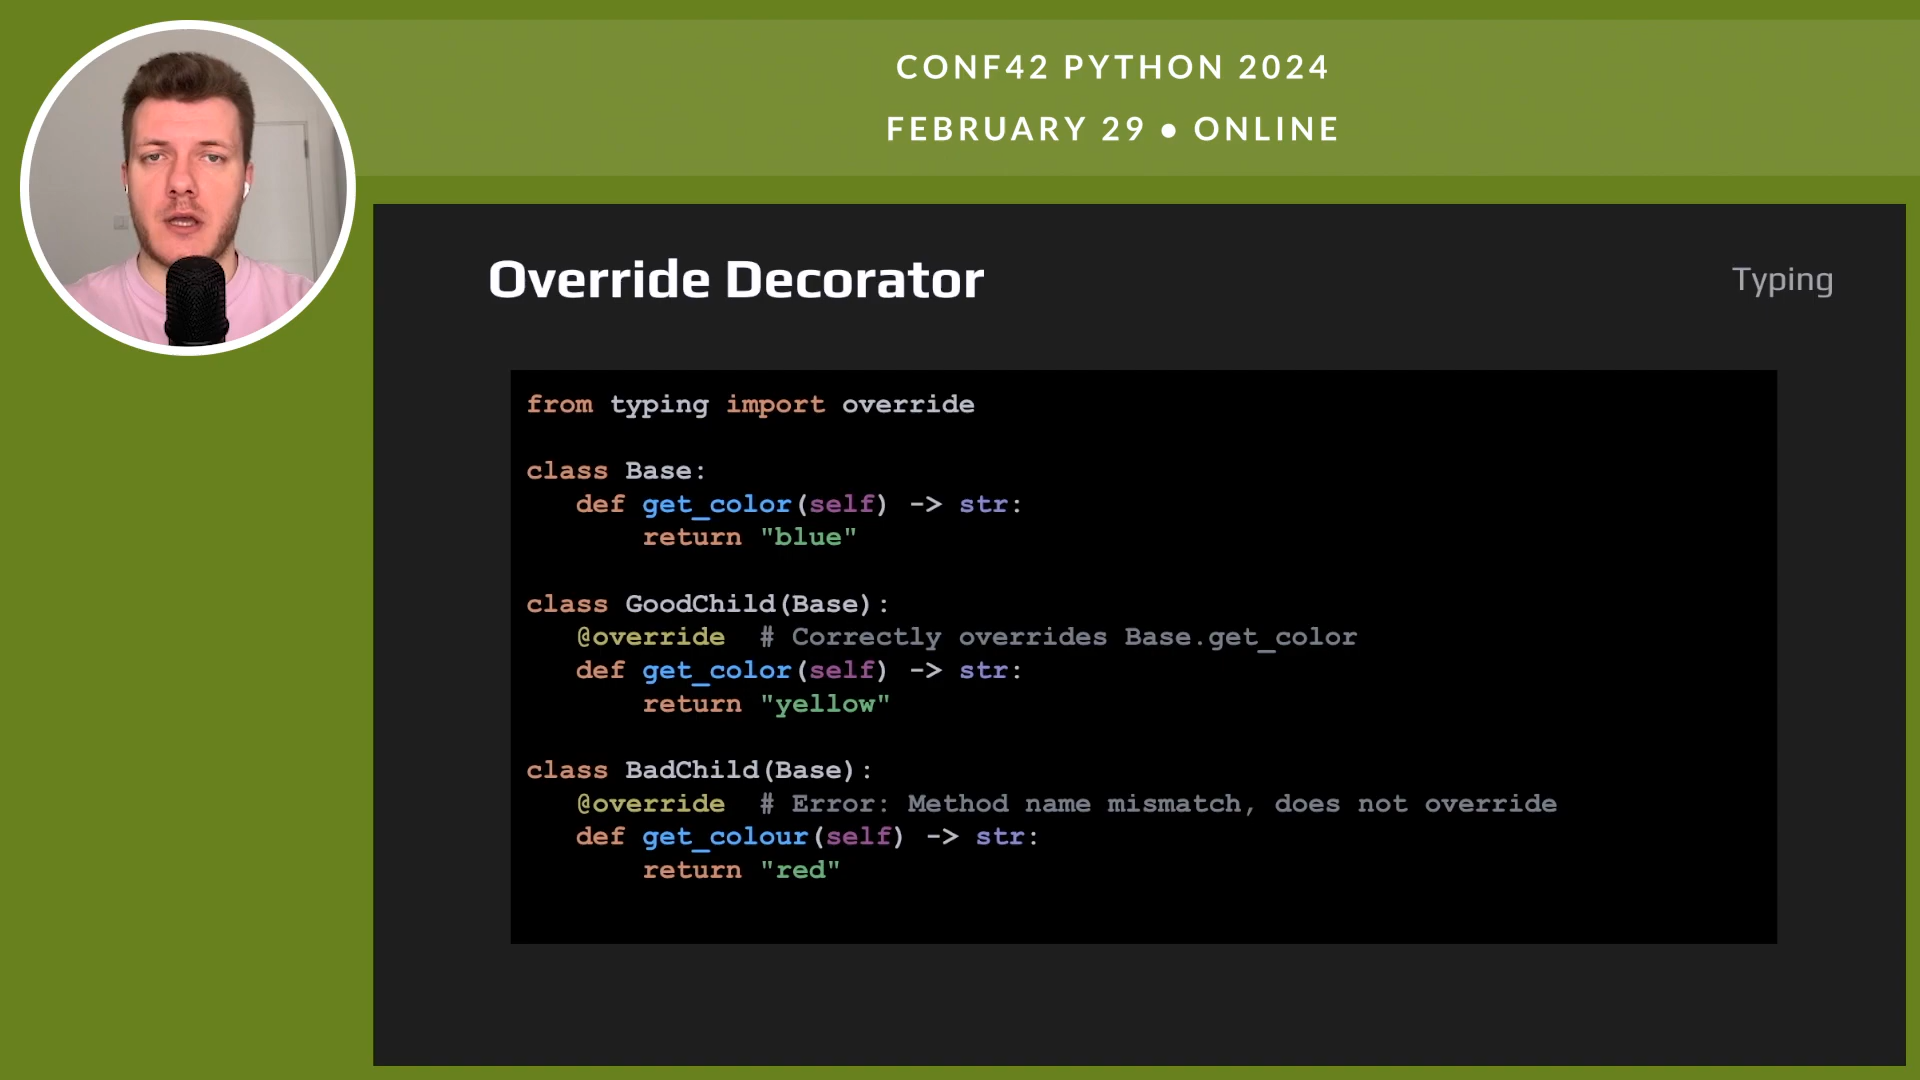 CONF42 PYTHON 2024
FEBRUARY 29 • ONLINE
Override Decorator
Typing
from typing import override
class Base:
def get_color(self) -> str:
return "blue"
class GoodChild(Base):
@override # Correctly overrides Base.get_color
def get_color(self) -> str:
return "yellow"
class BadChild(Base):
@override # Error: Method name mismatch, does not override
def get_colour(self) -> str:
return "red"